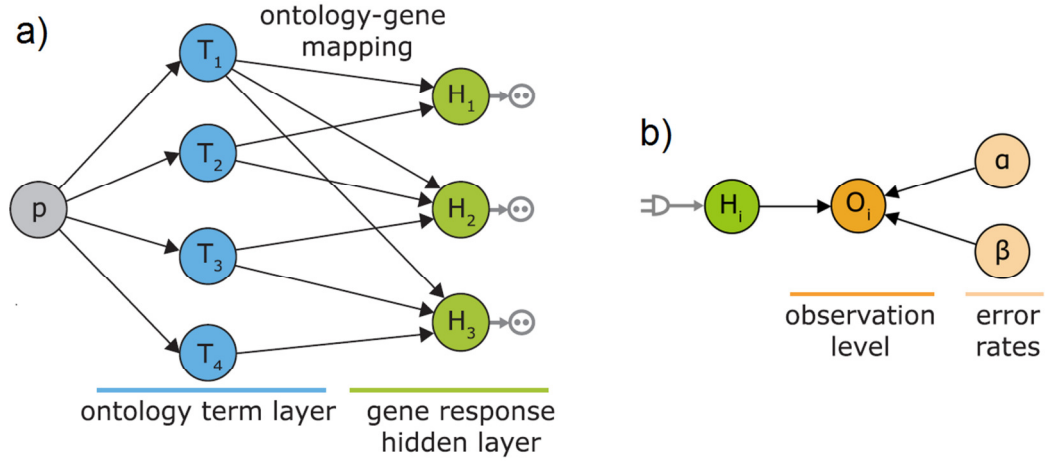 a)
ontology-gene
mapping
p
T1
T2
T3
T4
H1
H2
H3
ontology term layer
gene response
hidden layer
b)
Hi
Oi
α
β
observation
level
error
rates